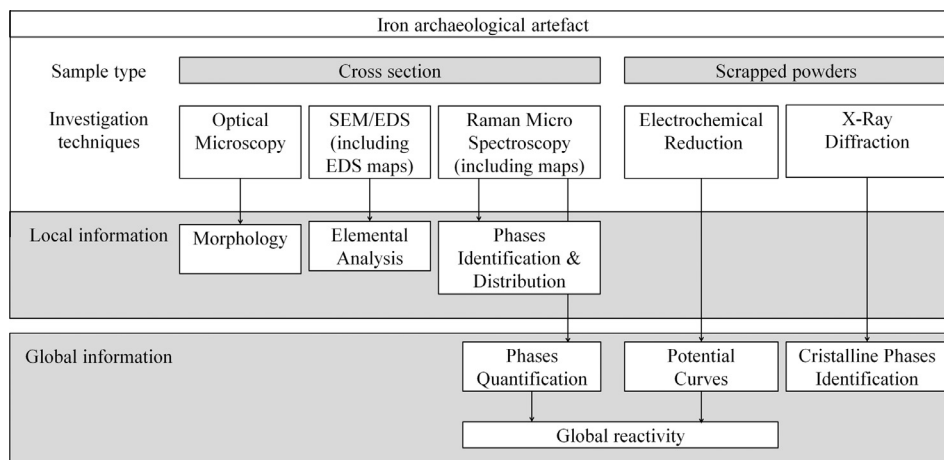 Iron archaeological artefact
Sample type
Cross section
Scrapped powders
Investigation
techniques
Optical
Microscopy
SEM/EDS
(including
EDS maps)
Raman Micro
Spectroscopy
(including maps)
Electrochemical
Reduction
X-Ray
Diffraction
Local information
Morphology
Elemental
Analysis
Phases
Identification &
Distribution
Global information
Phases
Quantification
Potential
Curves
Cristalline Phases
Identification
Global reactivity